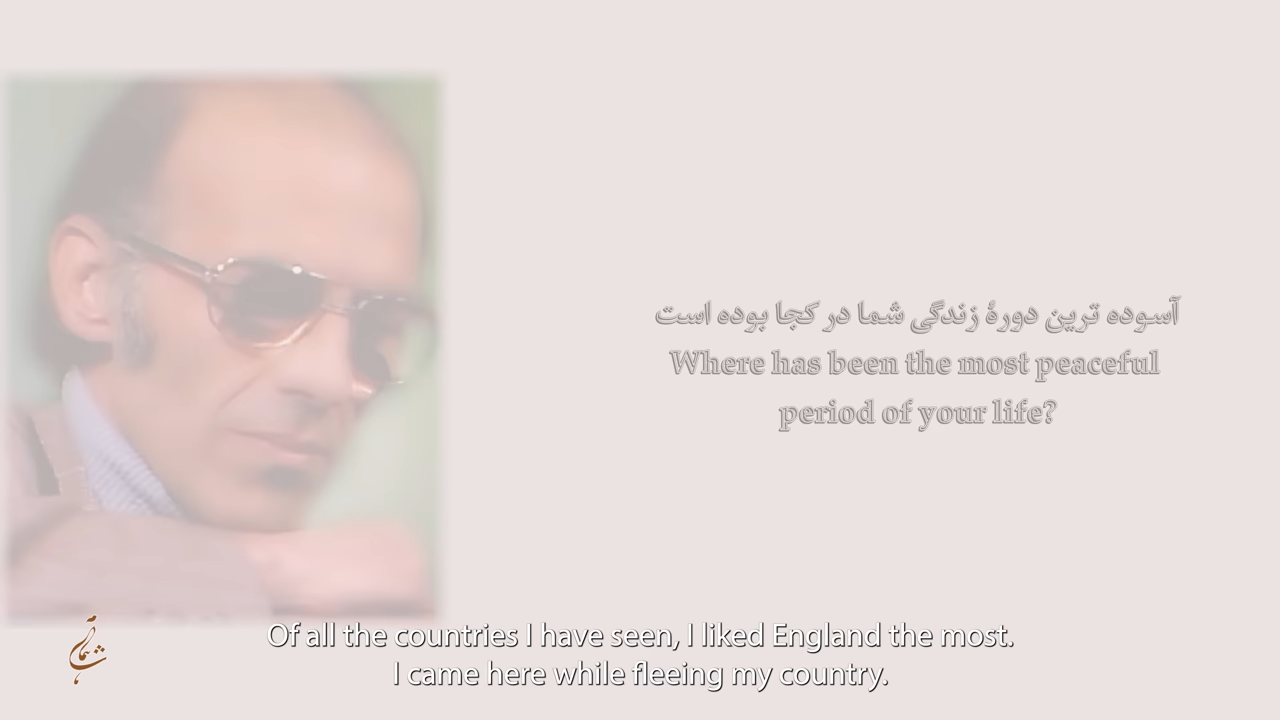 آسوده ترین دورهٔ زندگی شما در کجا بوده است
Where has been the most peaceful
period of your life?
Of all the countries I have seen, I liked England the most.
I came here while fleeing my country.